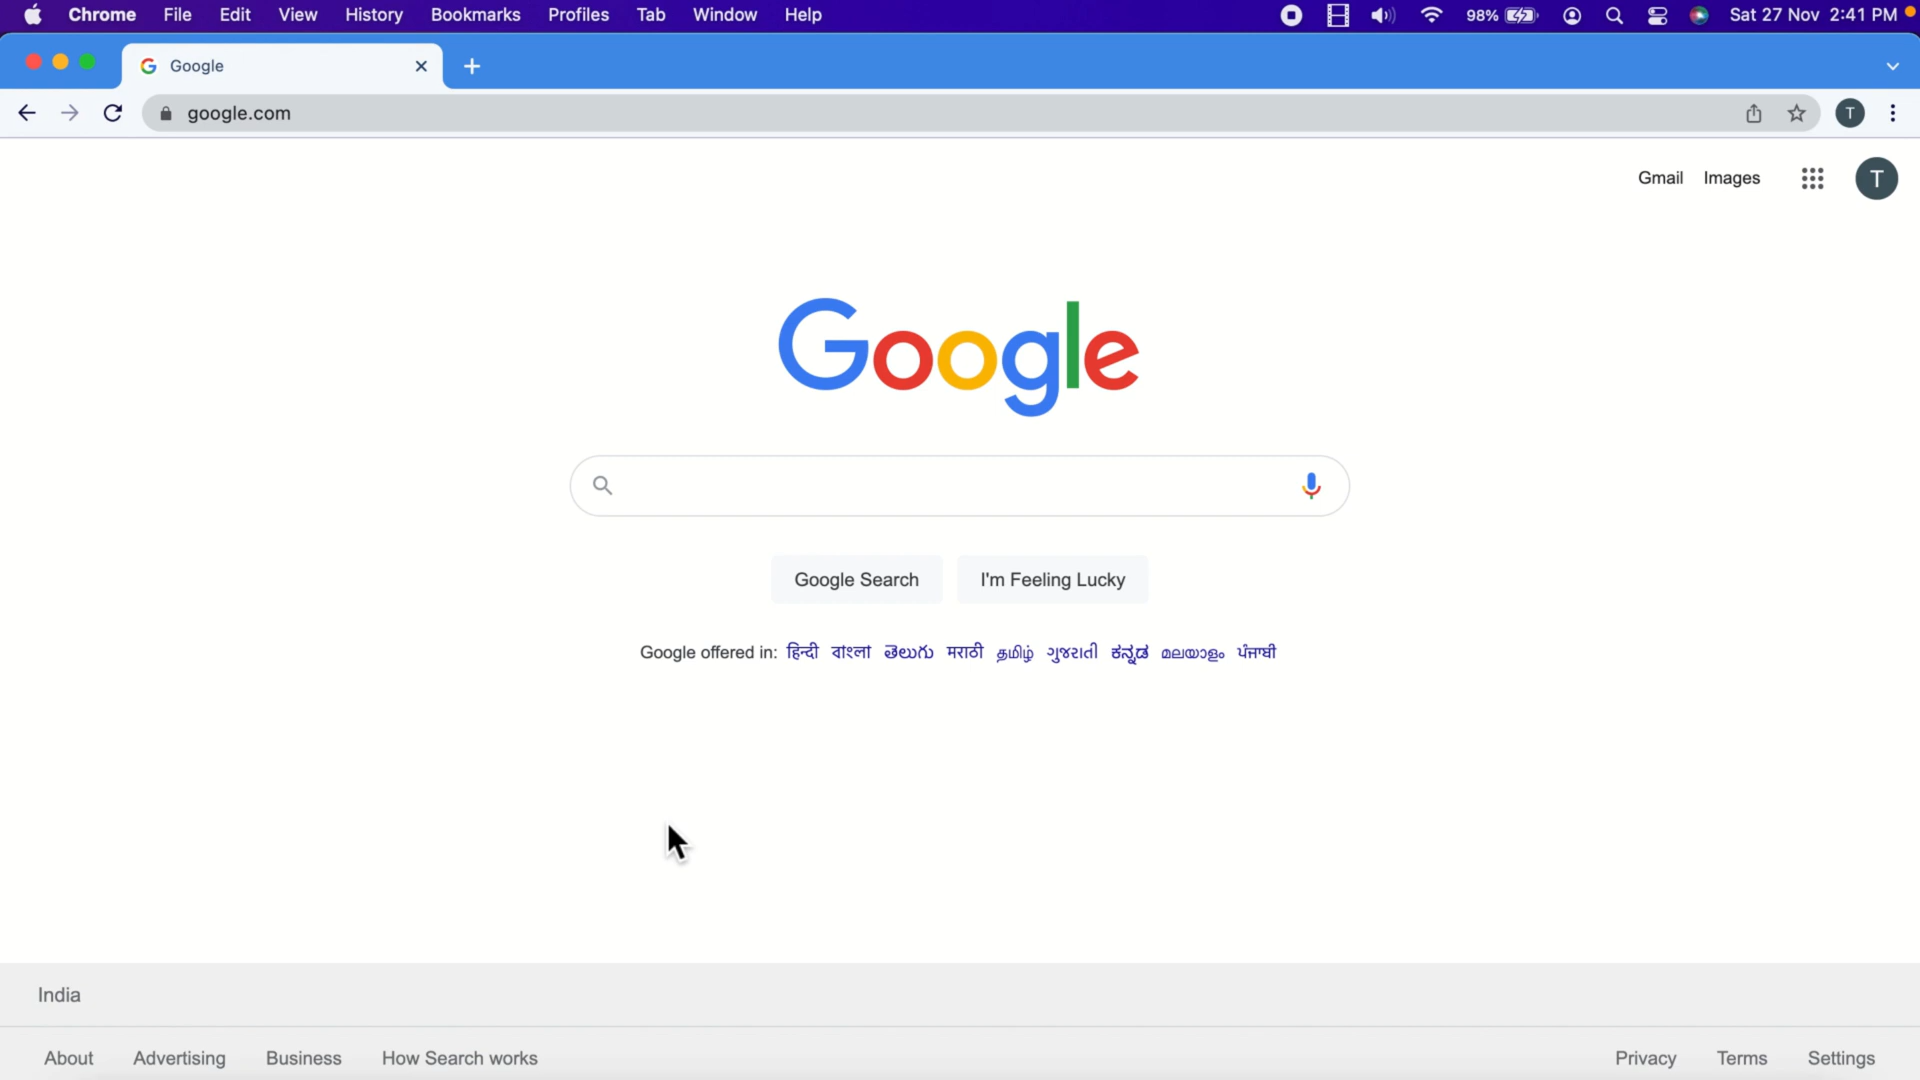 Chrome File Edit View History Bookmarks Profiles Tab Window Help 98% Sat 27 Nov 2:41 PM
Google
google.com T
Gmail Images T
Google
Google Search I'm Feeling Lucky
Google offered in: हिन्दी বাংলা తెలుగు मराठी தமிழ் ગુજરાતી ಕನ್ನಡ മലയാളം ਪੰਜਾਬੀ
India
About Advertising Business How Search works Privacy Terms Settings